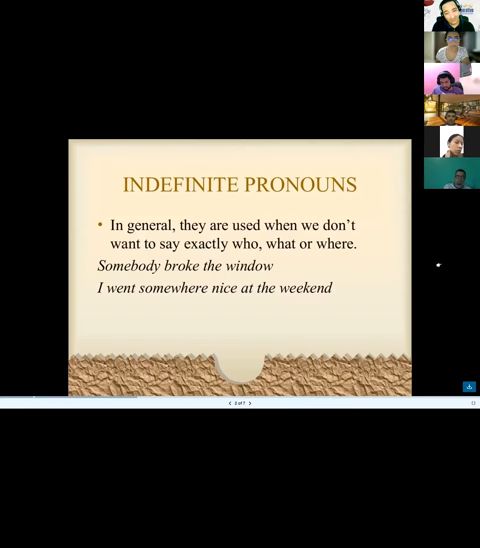 INDEFINITE PRONOUNS
• In general, they are used when we don't
want to say exactly who, what or where.
Somebody broke the window
I went somewhere nice at the weekend
2 of 7